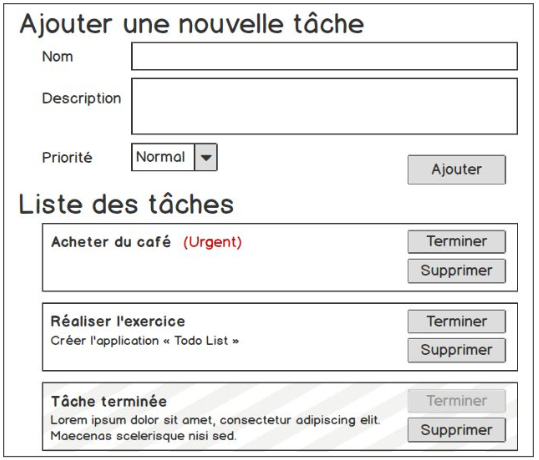 Ajouter une nouvelle tâche
Nom
Description
Priorité Normal
Ajouter
Liste des tâches
Acheter du café (Urgent)
Terminer
Supprimer
Réaliser l'exercice
Créer l'application « Todo List »
Terminer
Supprimer
Tâche terminée
Lorem ipsum dolor sit amet, consectetur adipiscing elit.
Maecenas scelerisque nisi sed.
Terminer
Supprimer